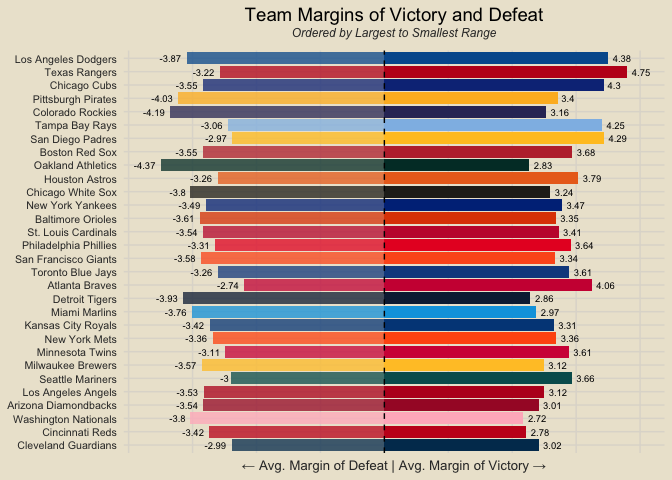 Team Margins of Victory and Defeat
Ordered by Largest to Smallest Range
Los Angeles Dodgers -3.87 4.38
Texas Rangers -3.22 4.75
Chicago Cubs -3.55 4.3
Pittsburgh Pirates -4.03 3.4
Colorado Rockies -4.19 3.16
Tampa Bay Rays -3.06 4.25
San Diego Padres -2.97 4.29
Boston Red Sox -3.55 3.68
Oakland Athletics -4.37 2.83
Houston Astros -3.26 3.79
Chicago White Sox -3.8 3.24
New York Yankees -3.49 3.47
Baltimore Orioles -3.61 3.35
St. Louis Cardinals -3.54 3.41
Philadelphia Phillies -3.31 3.64
San Francisco Giants -3.58 3.34
Toronto Blue Jays -3.26 3.61
Atlanta Braves -2.74 4.06
Detroit Tigers -3.93 2.86
Miami Marlins -3.76 2.97
Kansas City Royals -3.42 3.31
New York Mets -3.36 3.36
Minnesota Twins -3.11 3.61
Milwaukee Brewers -3.57 3.12
Seattle Mariners -3 3.66
Los Angeles Angels -3.53 3.12
Arizona Diamondbacks -3.54 3.01
Washington Nationals -3.8 2.72
Cincinnati Reds -3.42 2.78
Cleveland Guardians -2.99 3.02
← Avg. Margin of Defeat | Avg. Margin of Victory →